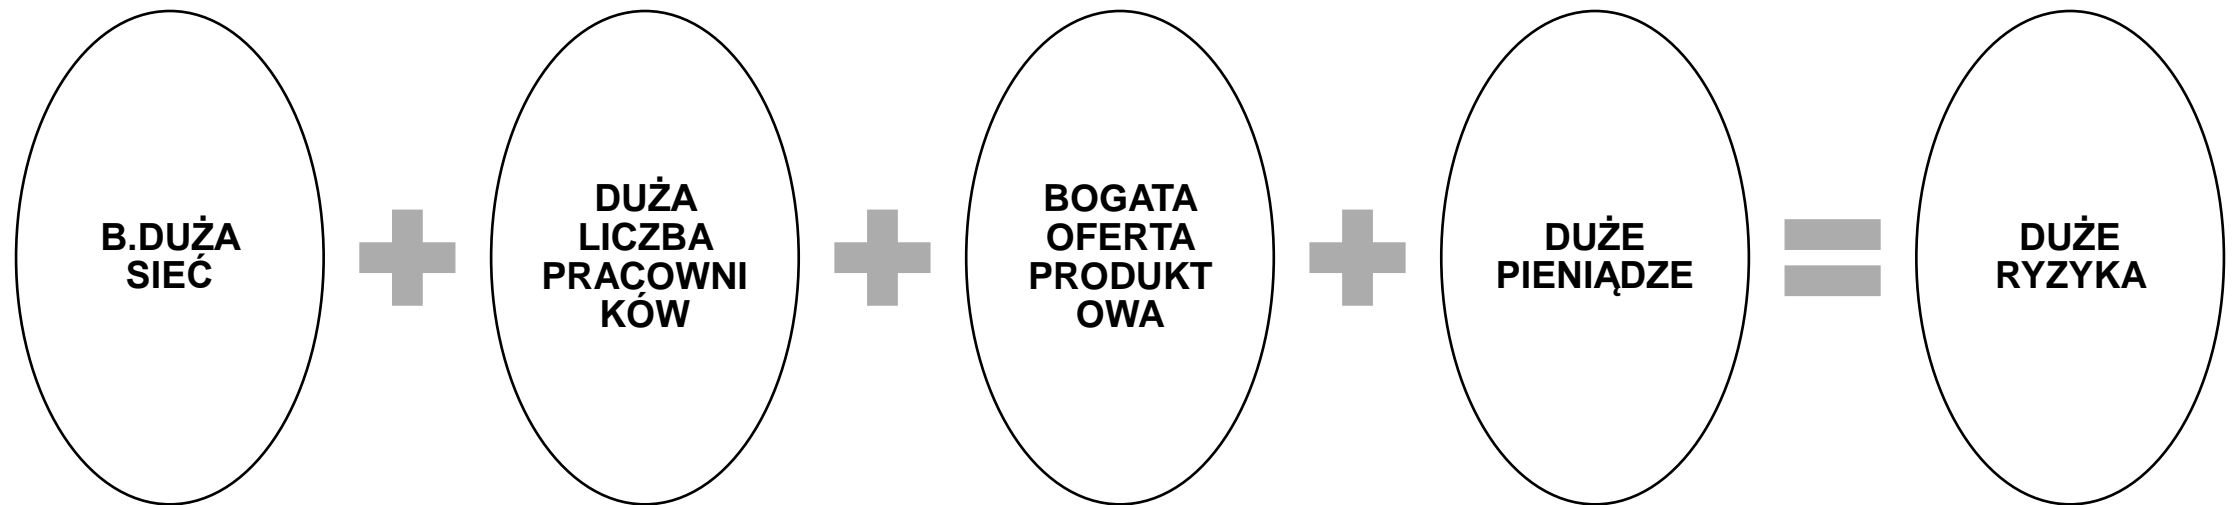 B.DUŻA
SIEĆ
DUŻA
LICZBA
PRACOWNI
KÓW
BOGATA
OFERTA
PRODUKT
OWA
DUŻE
PIENIĄDZE
DUŻE
RYZYKA